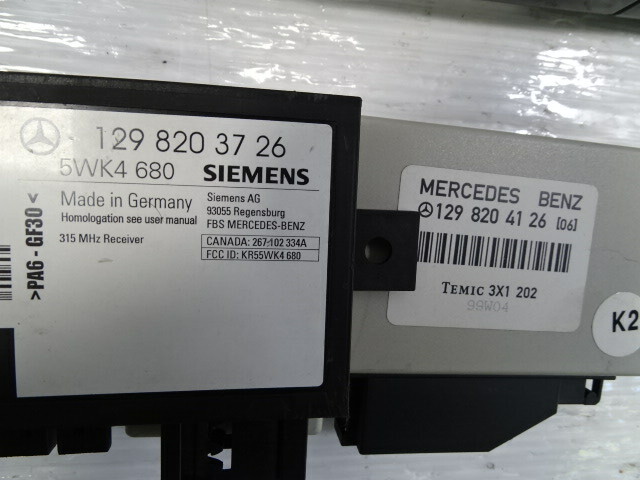 129 820 37 26
5WK4 680 SIEMENS
Made in Germany
Homologation see user manual
315 MHz Receiver
Siemens AG
93055 Regensburg
FBS MERCEDES-BENZ
CANADA: 267 102 334A
FCC ID: KR55WK4 680
>PA6 - GF30<
MERCEDES BENZ
129 820 41 26 [06]
TEMIC 3X1 202
99W04
K2